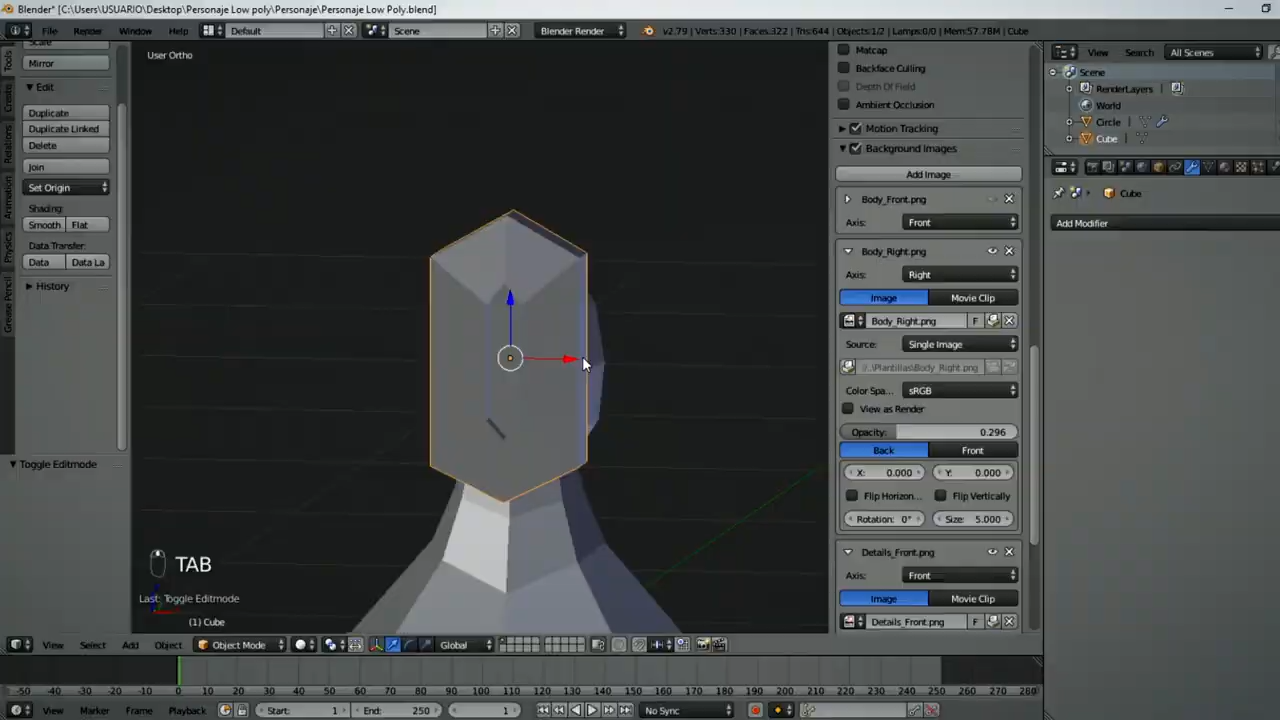 Blender* [C:\Users\USUARIO\Desktop\Personaje Low poly\Personaje\Personaje Low Poly.blend]
File Render Window Help Default Scene Blender Render v2.79 | Verts:330 | Faces:322 | Tris:644 | Objects:1/2 | Lamps:0/0 | Mem:57.78M | Cube
Tools
Create
Relations
Animation
Physics
Grease Pencil
Scale
Mirror
Edit
Duplicate
Duplicate Linked
Delete
Join
Set Origin
Shading:
Smooth Flat
Data Transfer:
Data Data La
History
Toggle Editmode
User Ortho
TAB
Last: Toggle Editmode
(1) Cube
Matcap
Backface Culling
Depth Of Field
Ambient Occlusion
Motion Tracking
Background Images
Add Image
Body_Front.png
Axis: Front
Body_Right.png
Axis: Right
Image Movie Clip
Body_Right.png F
Source: Single Image
\Plantillas\Body_Right.png
Color Spa... sRGB
View as Render
Opacity: 0.296
Back Front
X: 0.000 Y: 0.000
Flip Horizon... Flip Vertically
Rotation: 0° Size: 5.000
Details_Front.png
Axis: Front
Image Movie Clip
Details_Front.png F
View Search All Scenes
Scene
RenderLayers
World
Circle
Cube
Cube
Add Modifier
View Select Add Object Object Mode Global
-50 -40 -30 -20 -10 0 10 20 30 40 50 60 70 80 90 100 110 120 130 140 150 160 170 180 190 200 210 220 230 240 250 260 270 280
View Marker Frame Playback Start: 1 End: 250 1 No Sync